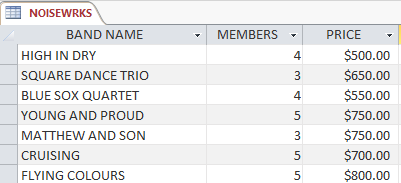 NOISEWRKS
BAND NAME MEMBERS PRICE
HIGH IN DRY 4 $500.00
SQUARE DANCE TRIO 3 $650.00
BLUE SOX QUARTET 4 $550.00
YOUNG AND PROUD 5 $750.00
MATTHEW AND SON 3 $750.00
CRUISING 5 $700.00
FLYING COLOURS 5 $800.00